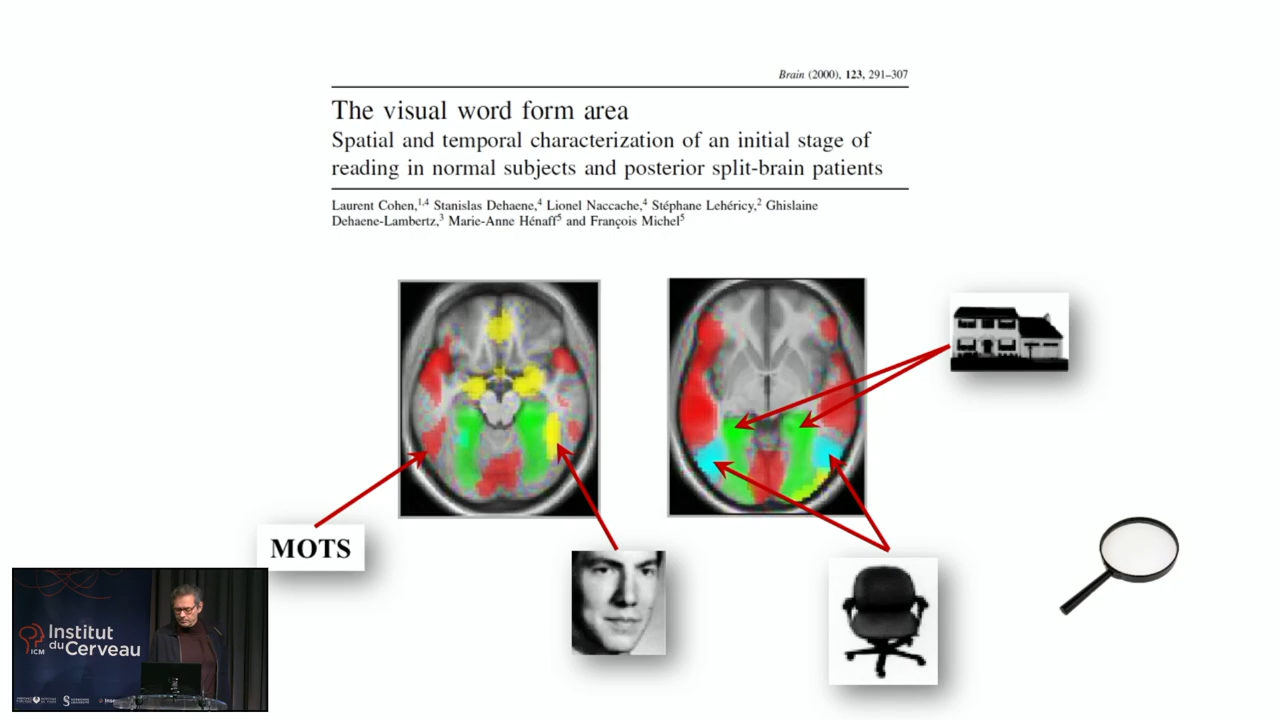 Brain (2000), 123, 291–307
The visual word form area
Spatial and temporal characterization of an initial stage of
reading in normal subjects and posterior split-brain patients
Laurent Cohen,1,4 Stanislas Dehaene,4 Lionel Naccache,4 Stéphane Lehéricy,2 Ghislaine
Dehaene-Lambertz,3 Marie-Anne Hénaff5 and François Michel5
MOTS
Institut
du Cerveau
ICM